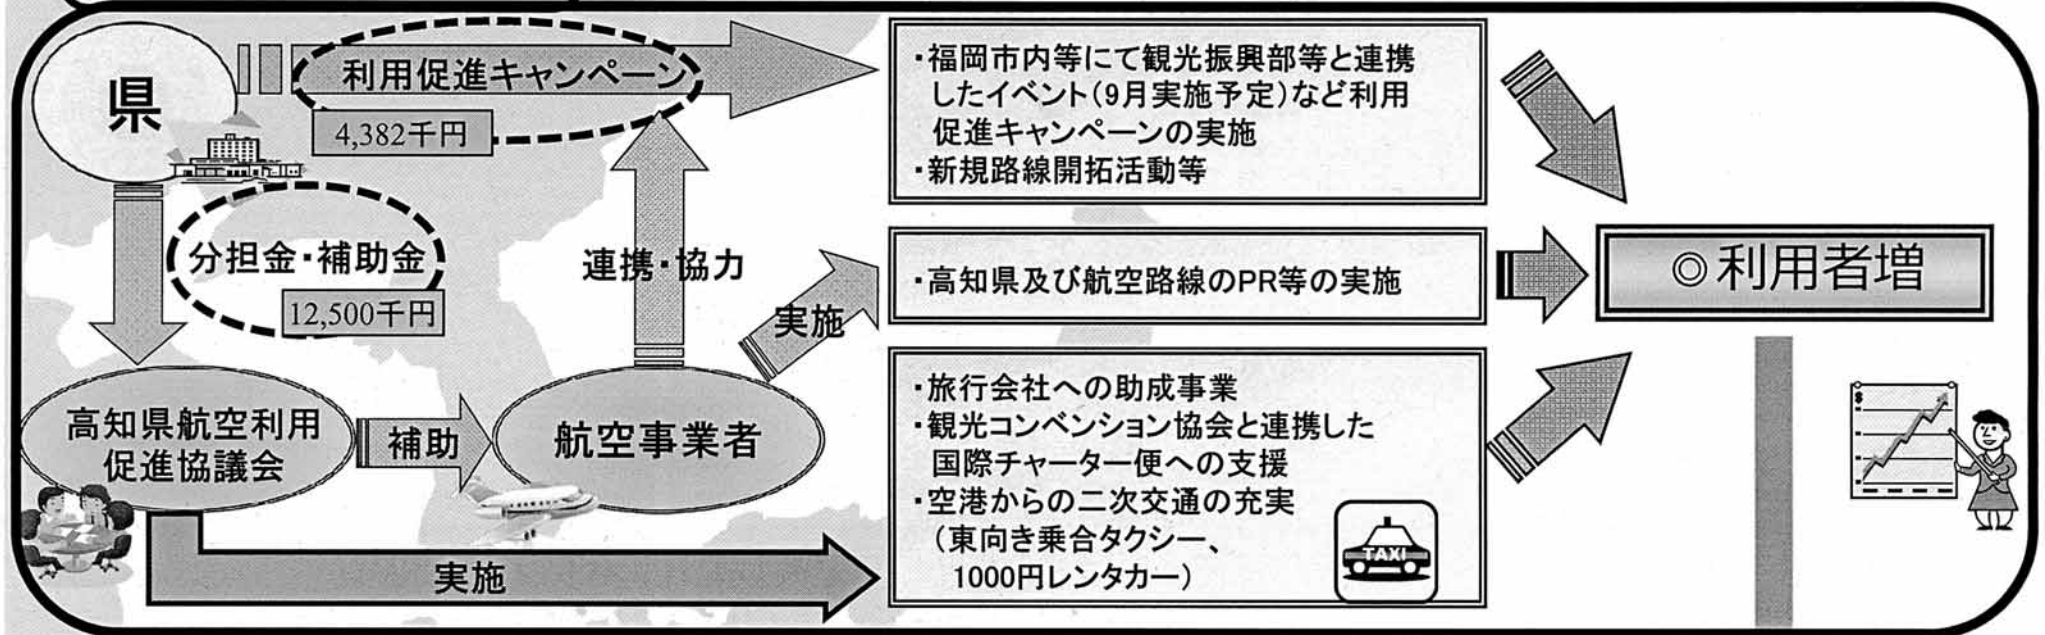 県
利用促進キャンペーン
4,382千円
分担金・補助金
12,500千円
高知県航空利用
促進協議会
補助
航空事業者
連携・協力
実施
実施
・福岡市内等にて観光振興部等と連携
したイベント(9月実施予定)など利用
促進キャンペーンの実施
・新規路線開拓活動等
・高知県及び航空路線のPR等の実施
・旅行会社への助成事業
・観光コンベンション協会と連携した
国際チャーター便への支援
・空港からの二次交通の充実
(東向き乗合タクシー、
1000円レンタカー)
TAXI
◎利用者増
$